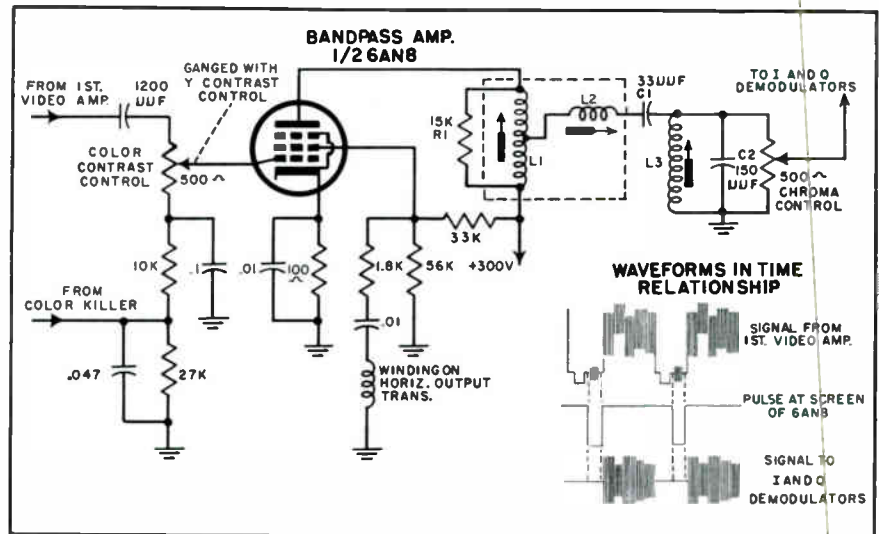 BANDPASS AMP.
1/2 6AN8
GANGED WITH
Y CONTRAST
CONTROL
FROM 1ST.
VIDEO AMP.
1200
µµF
COLOR
CONTRAST
CONTROL
500 ~
10K
.1
FROM
COLOR KILLER
.047
27K
.01
100
~
1.8K
56K
33K
+300V
.01
WINDING ON
HORIZ. OUTPUT
TRANS.
15K
R1
L1
L2
33µµF
C1
L3
C2
150
µµF
TO I AND Q
DEMODULATORS
500 ~
CHROMA
CONTROL
WAVEFORMS IN TIME
RELATIONSHIP
SIGNAL FROM
1ST. VIDEO AMP.
PULSE AT SCREEN
OF 6AN8
SIGNAL TO
I AND Q
DEMODULATORS